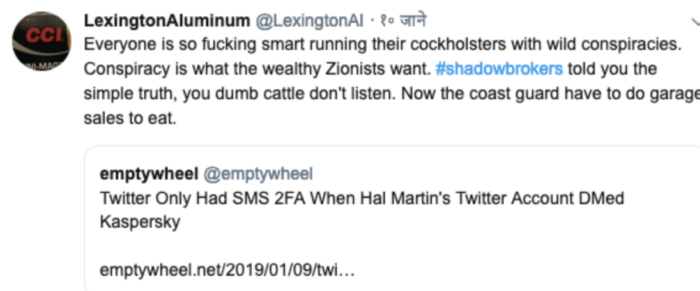 LexingtonAluminum @LexingtonAl · १० जाने
Everyone is so fucking smart running their cockholsters with wild conspiracies.
Conspiracy is what the wealthy Zionists want. #shadowbrokers told you the
simple truth, you dumb cattle don't listen. Now the coast guard have to do garage
sales to eat.
emptywheel @emptywheel
Twitter Only Had SMS 2FA When Hal Martin's Twitter Account DMed
Kaspersky
emptywheel.net/2019/01/09/twi...
CCI